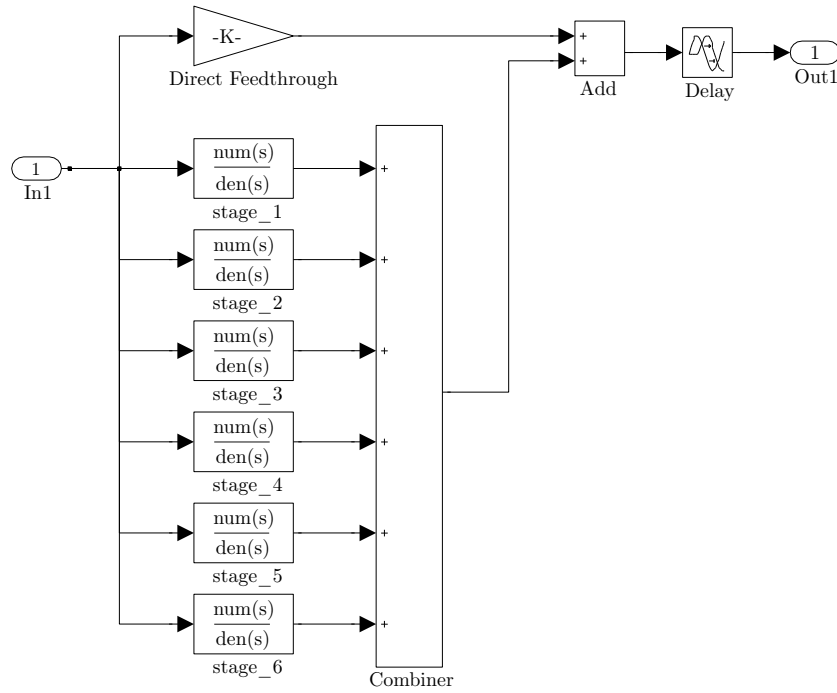 -K-
Direct Feedthrough
+
+
Add
Delay
1
Out1
1
In1
num(s)
den(s)
stage_1
+
num(s)
den(s)
stage_2
+
num(s)
den(s)
stage_3
+
num(s)
den(s)
stage_4
+
num(s)
den(s)
stage_5
+
num(s)
den(s)
stage_6
+
Combiner